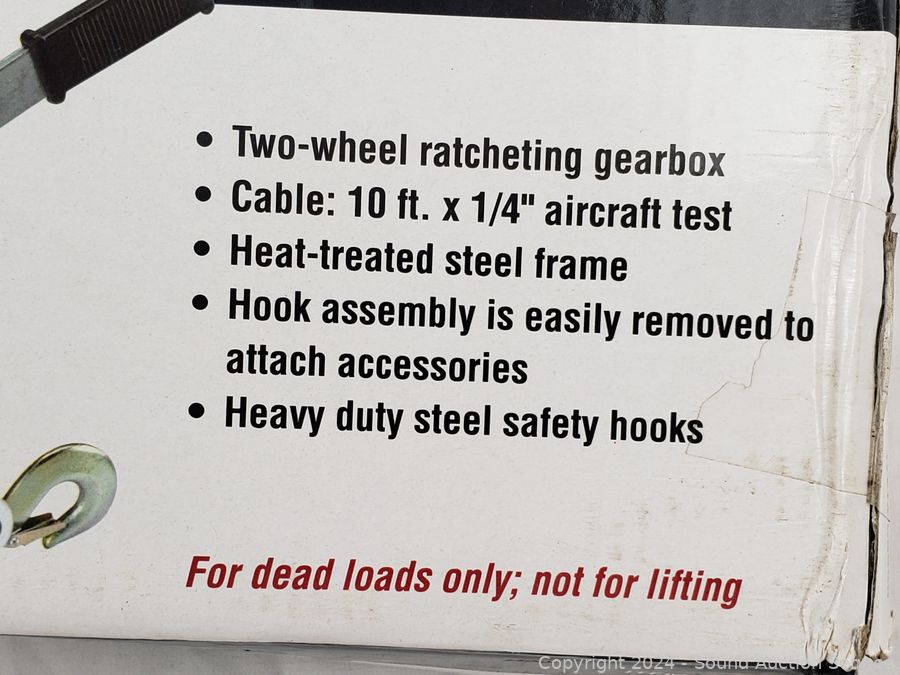 • Two-wheel ratcheting gearbox
• Cable: 10 ft. x 1/4" aircraft test
• Heat-treated steel frame
• Hook assembly is easily removed to
attach accessories
• Heavy duty steel safety hooks
For dead loads only; not for lifting
Copyright 2024 - Sound Auction